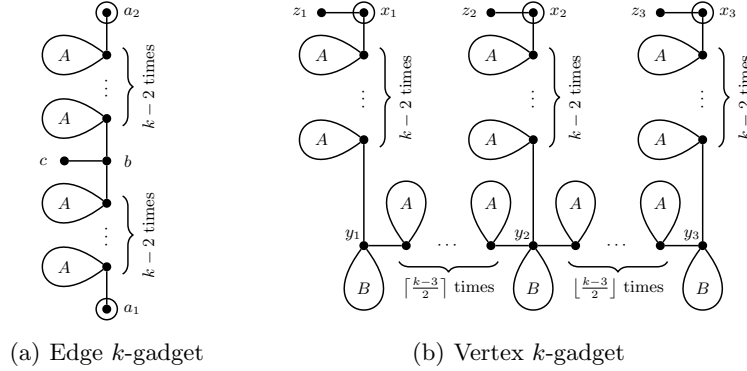 a₂
z₁ x₁ z₂ x₂ z₃ x₃
A A A A
⋮ k − 2 times ⋮ k − 2 times ⋮ k − 2 times ⋮ k − 2 times
A A A A
c b
A A A A A
y₁ ⋯ y₂ ⋯ y₃
⋮ k − 2 times
A
B ⌈(k−3)/2⌉ times B ⌊(k−3)/2⌋ times B
a₁
(a) Edge k-gadget (b) Vertex k-gadget